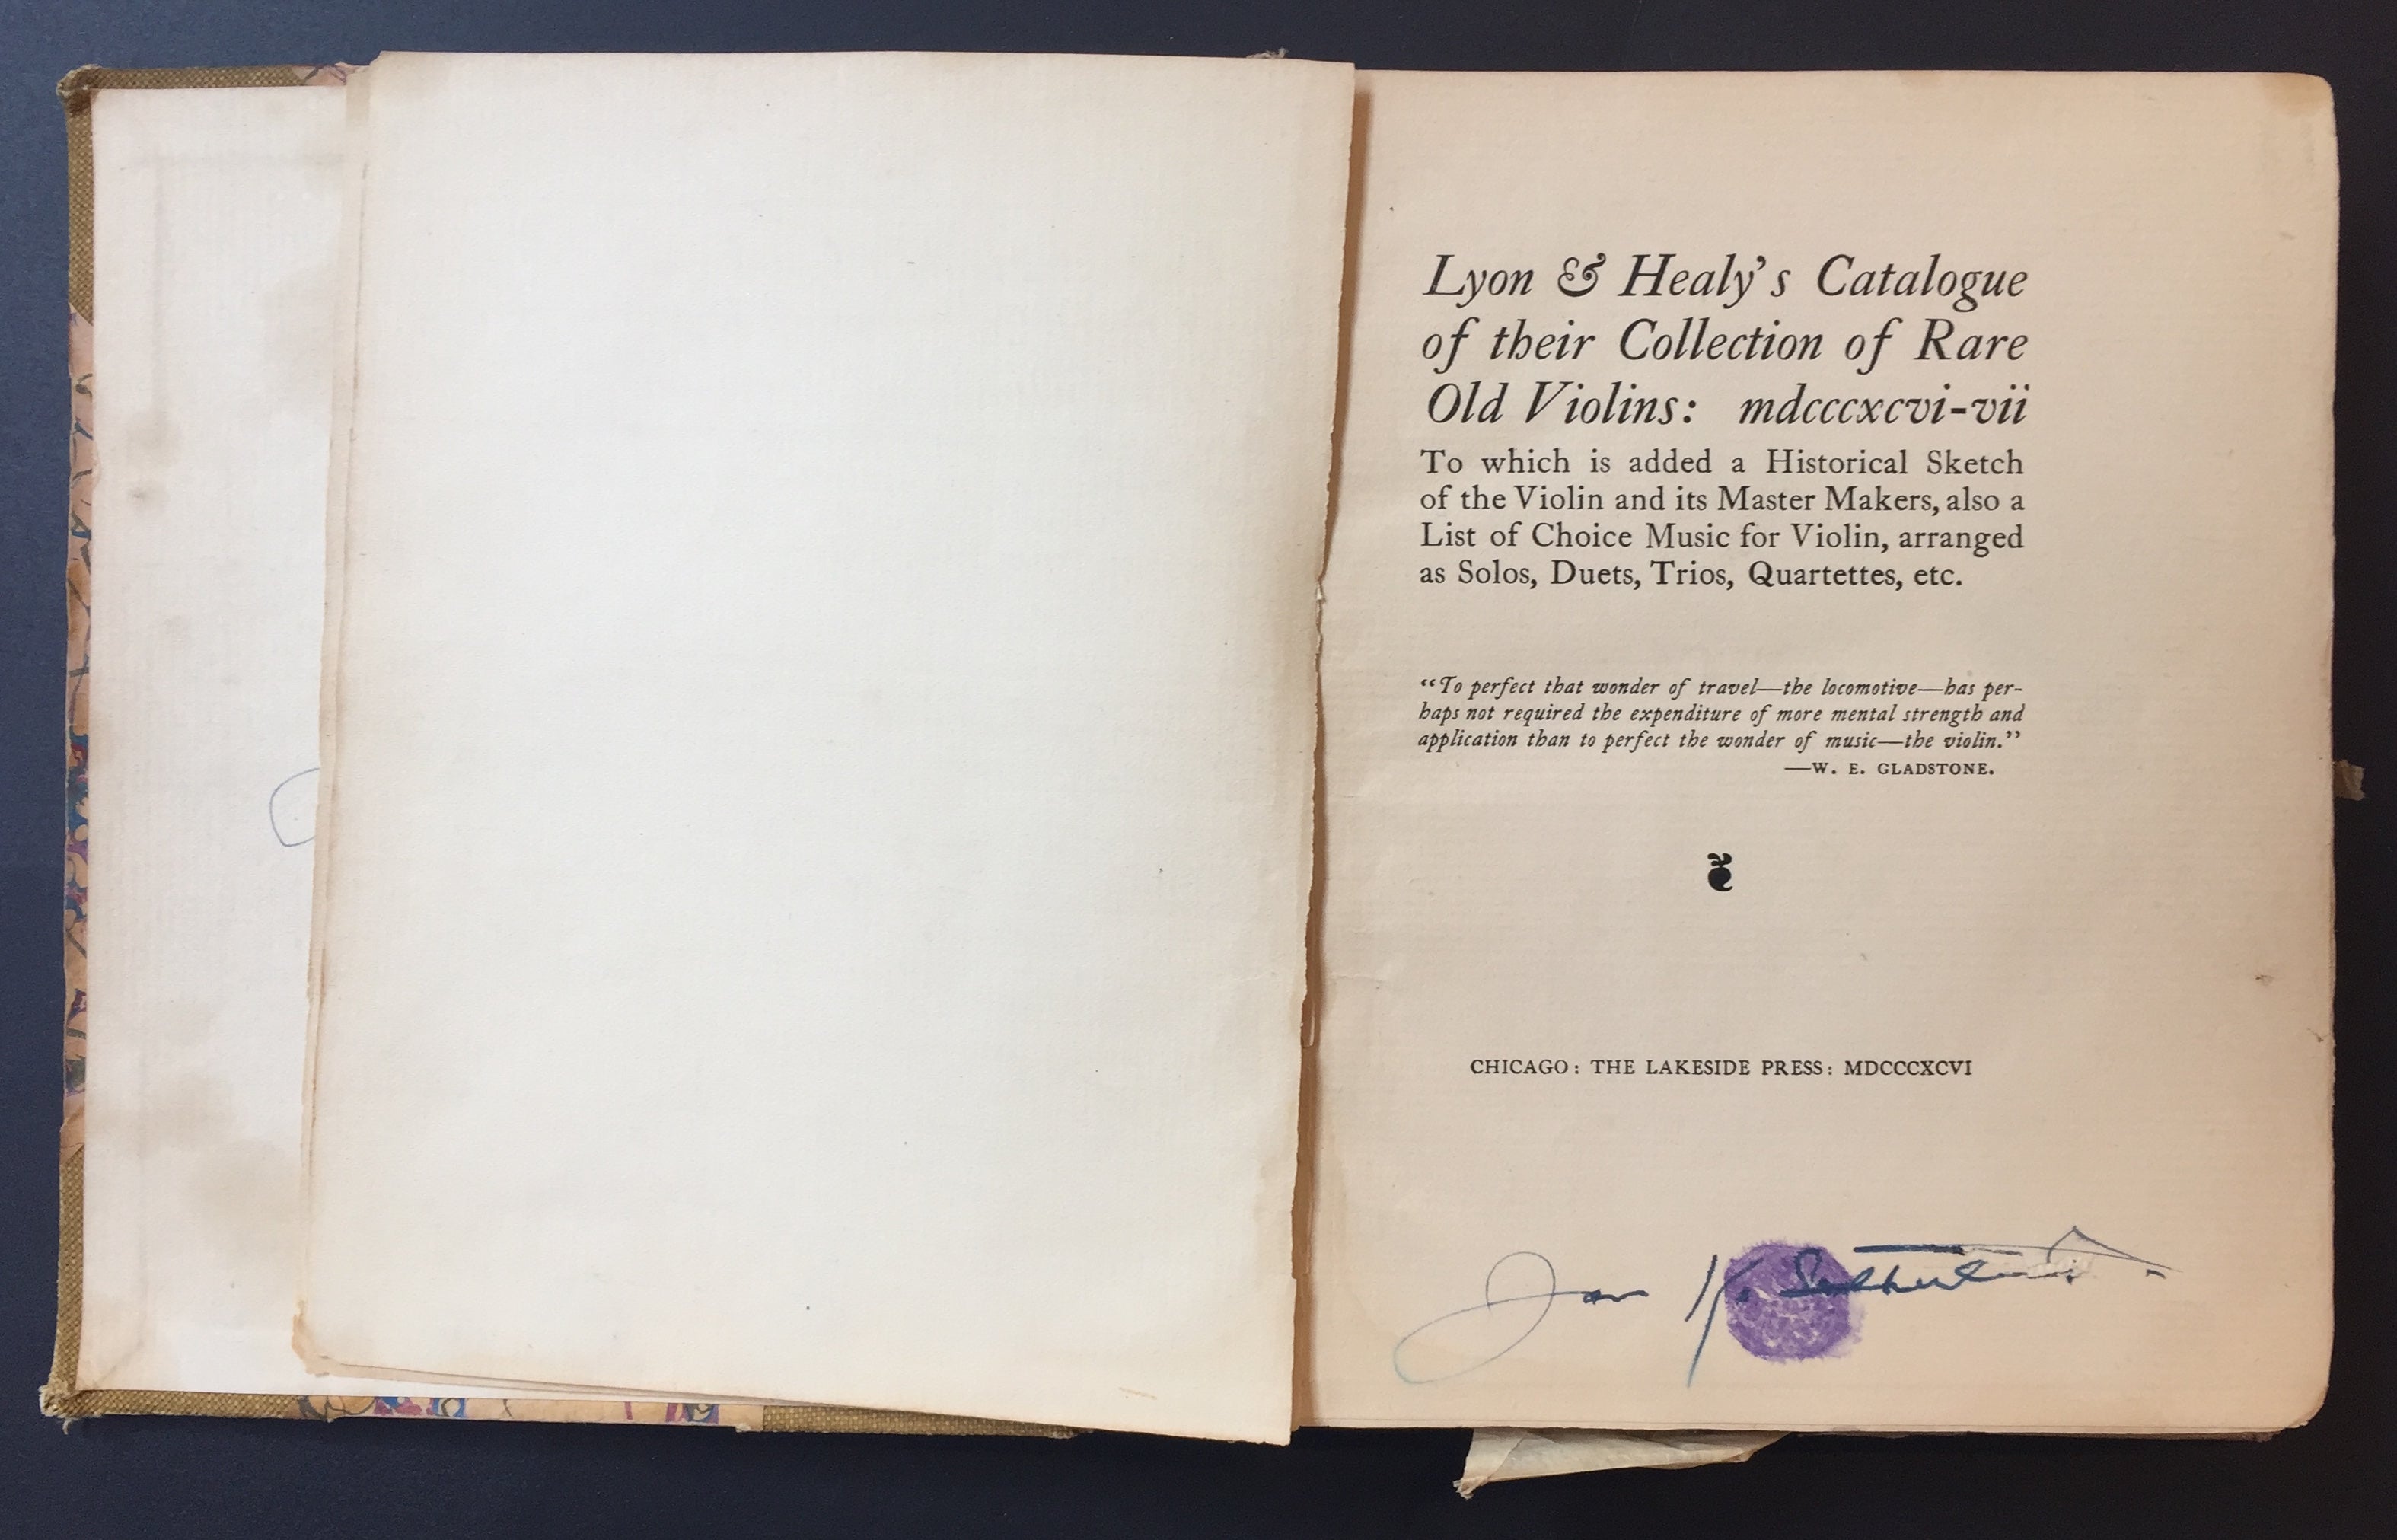 Lyon & Healy's Catalogue
of their Collection of Rare
Old Violins: mdcccxcvi-vii
To which is added a Historical Sketch
of the Violin and its Master Makers, also a
List of Choice Music for Violin, arranged
as Solos, Duets, Trios, Quartettes, etc.
“To perfect that wonder of travel—the locomotive—has per-
haps not required the expenditure of more mental strength and
application than to perfect the wonder of music—the violin.”
—W. E. GLADSTONE.
CHICAGO: THE LAKESIDE PRESS: MDCCCXCVI